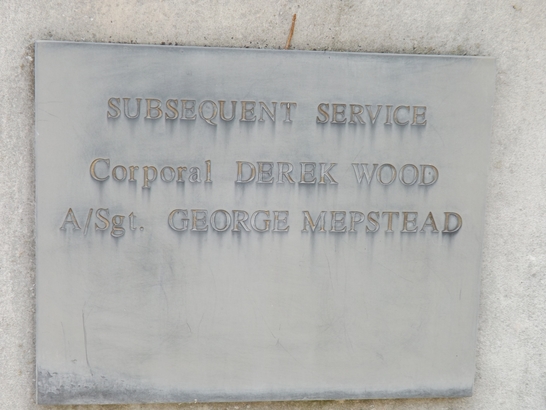 SUBSEQUENT SERVICE
Corporal DEREK WOOD
A/Sgt. GEORGE MEPSTEAD